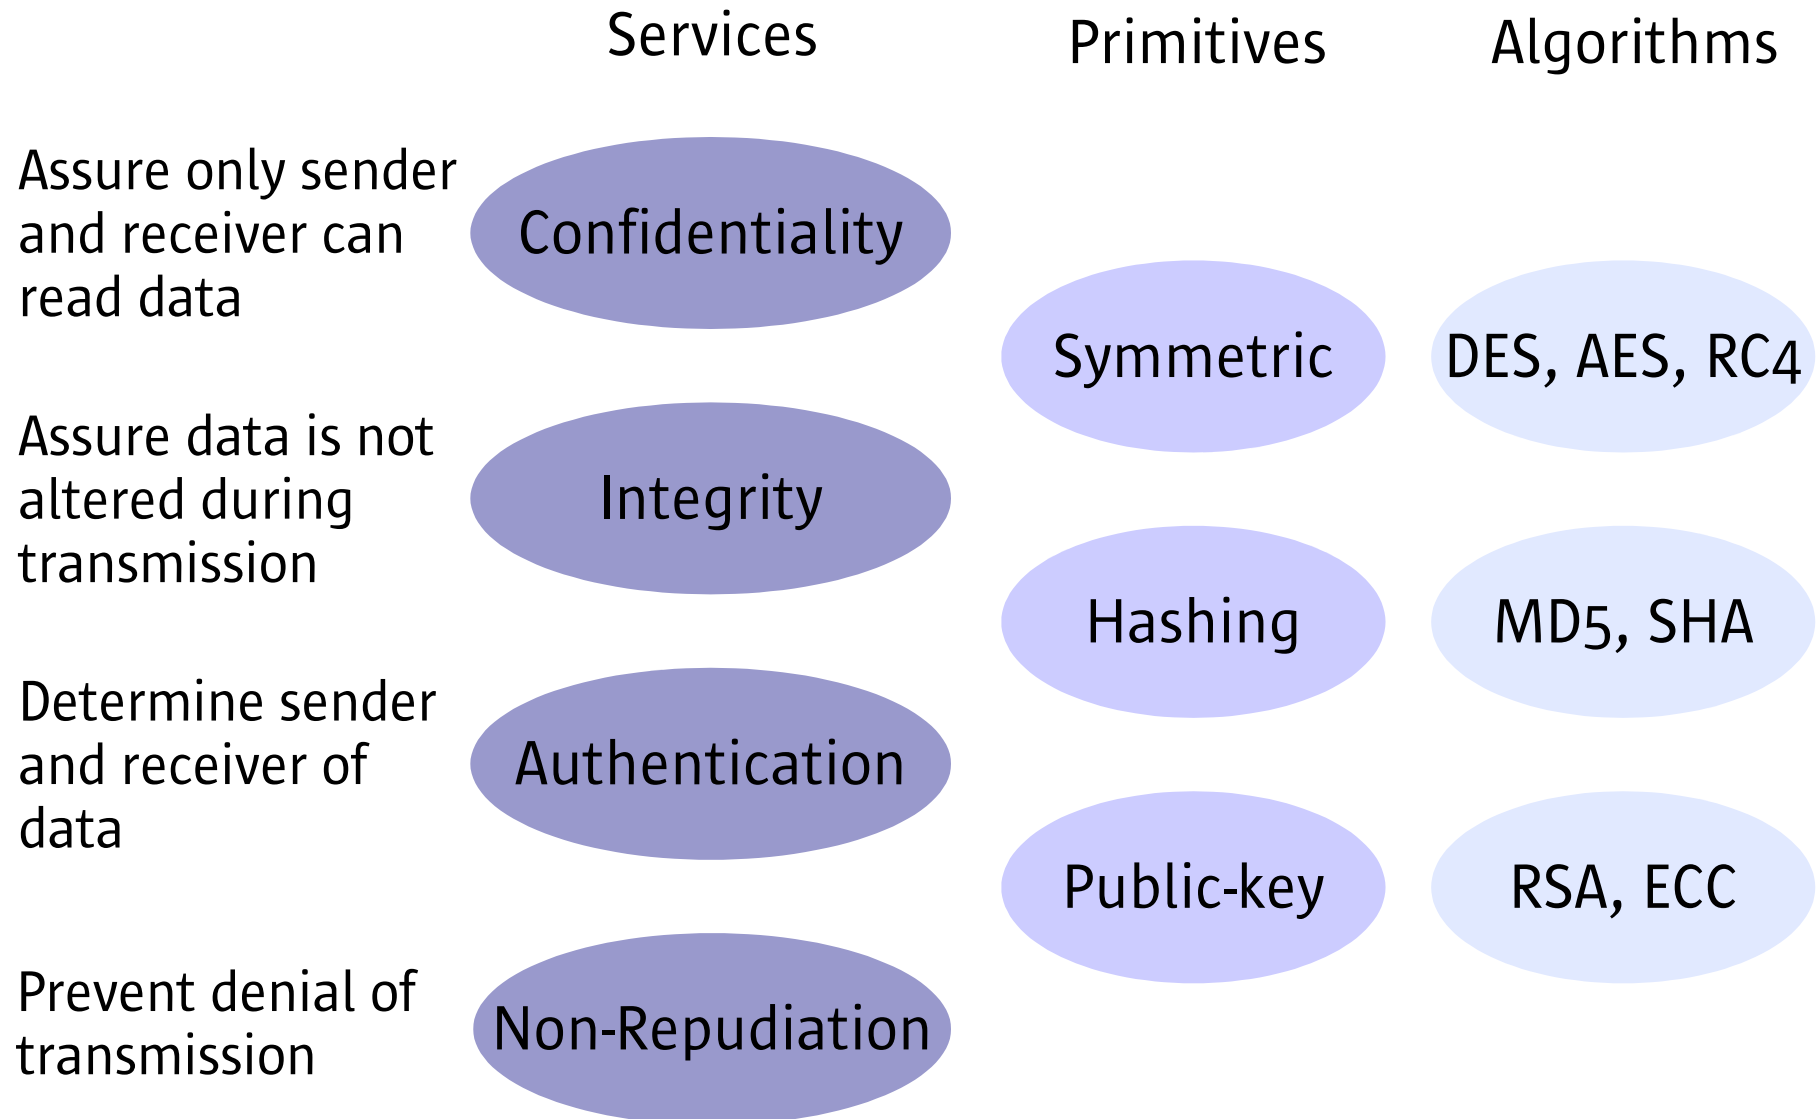 Services
Primitives
Algorithms
Assure only sender
and receiver can
read data
Confidentiality
Symmetric
DES, AES, RC4
Assure data is not
altered during
transmission
Integrity
Hashing
MD5, SHA
Determine sender
and receiver of
data
Authentication
Public-key
RSA, ECC
Prevent denial of
transmission
Non-Repudiation